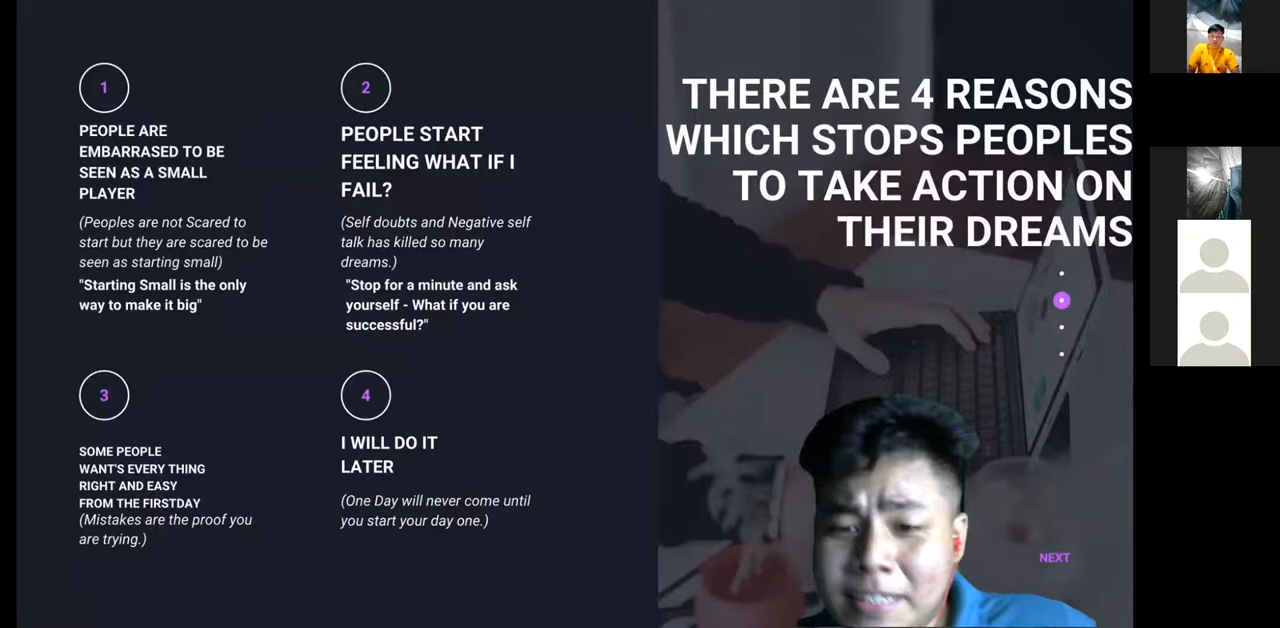 1
PEOPLE ARE
EMBARRASED TO BE
SEEN AS A SMALL
PLAYER
(Peoples are not Scared to
start but they are scared to be
seen as starting small)
"Starting Small is the only
way to make it big"
2
PEOPLE START
FEELING WHAT IF I
FAIL?
(Self doubts and Negative self
talk has killed so many
dreams.)
"Stop for a minute and ask
yourself - What if you are
successful?"
3
SOME PEOPLE
WANT'S EVERY THING
RIGHT AND EASY
FROM THE FIRSTDAY
(Mistakes are the proof you
are trying.)
4
I WILL DO IT
LATER
(One Day will never come until
you start your day one.)
THERE ARE 4 REASONS
WHICH STOPS PEOPLES
TO TAKE ACTION ON
THEIR DREAMS
NEXT